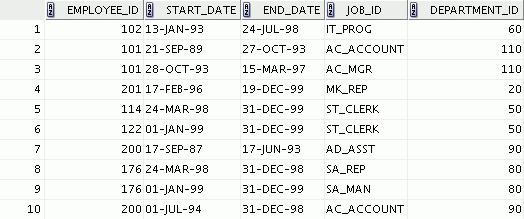 EMPLOYEE_ID START_DATE END_DATE JOB_ID DEPARTMENT_ID
1 102 13-JAN-93 24-JUL-98 IT_PROG 60
2 101 21-SEP-89 27-OCT-93 AC_ACCOUNT 110
3 101 28-OCT-93 15-MAR-97 AC_MGR 110
4 201 17-FEB-96 19-DEC-99 MK_REP 20
5 114 24-MAR-98 31-DEC-99 ST_CLERK 50
6 122 01-JAN-99 31-DEC-99 ST_CLERK 50
7 200 17-SEP-87 17-JUN-93 AD_ASST 90
8 176 24-MAR-98 31-DEC-98 SA_REP 80
9 176 01-JAN-99 31-DEC-99 SA_MAN 80
10 200 01-JUL-94 31-DEC-98 AC_ACCOUNT 90